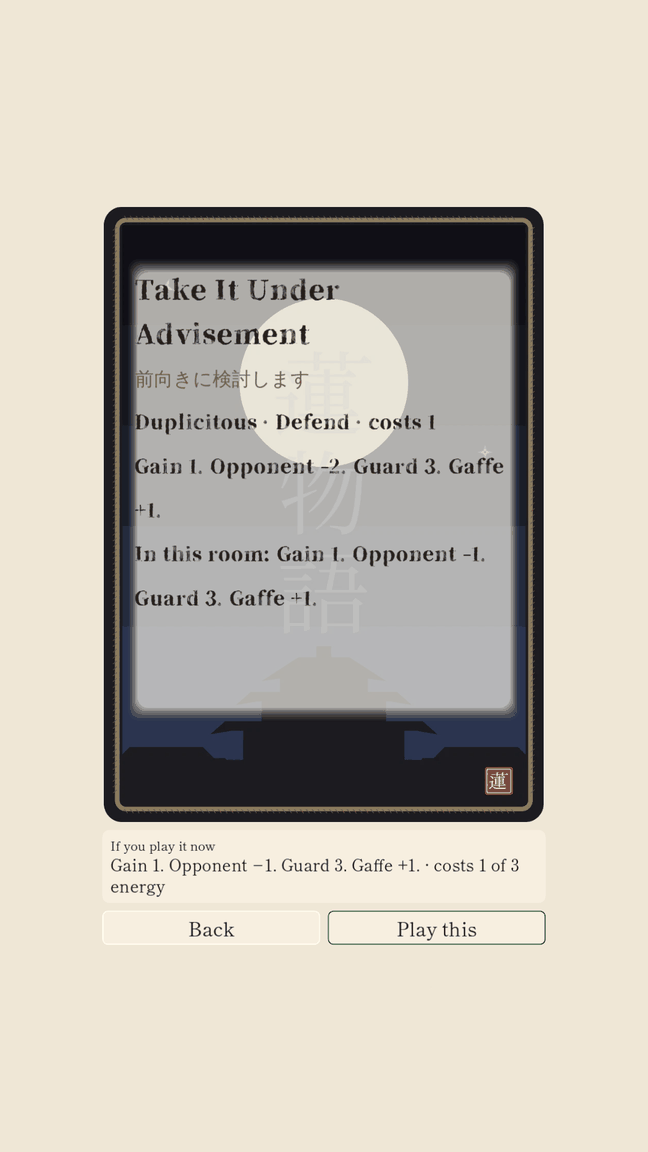 Take It Under
Advisement
前向きに検討します
Duplicitous · Defend · costs 1
Gain 1. Opponent -2. Guard 3. Gaffe
+1.
In this room: Gain 1. Opponent -1.
Guard 3. Gaffe +1.
蓮
物
語
蓮
If you play it now
Gain 1. Opponent −1. Guard 3. Gaffe +1. · costs 1 of 3
energy
Back
Play this